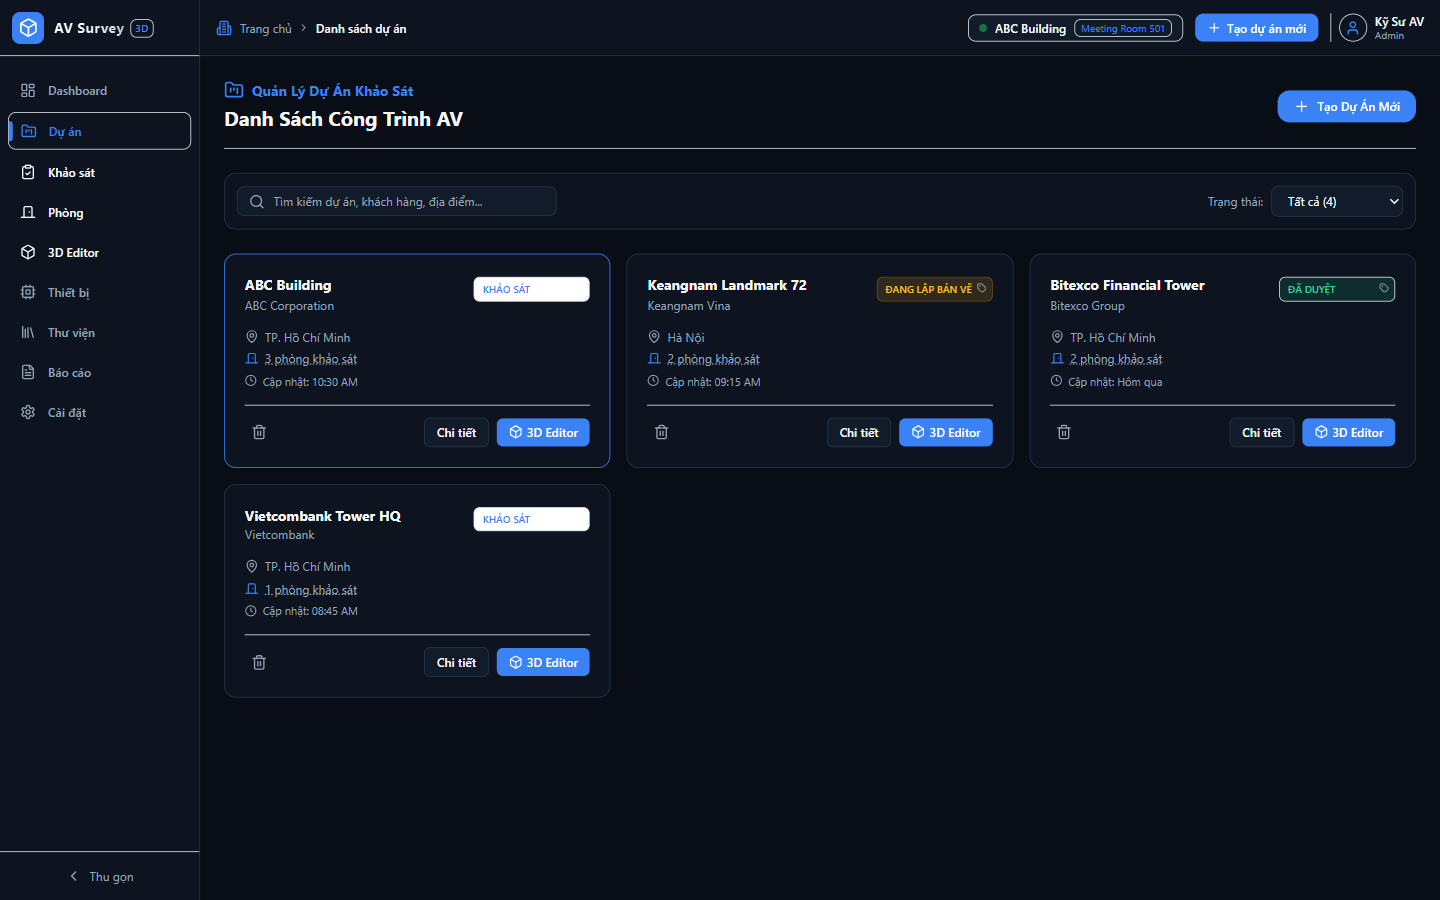 AV Survey 3D
Trang chủ > Danh sách dự án
ABC Building Meeting Room 501
+ Tạo dự án mới
Kỹ Sư AV
Admin
Dashboard
Dự án
Khảo sát
Phòng
3D Editor
Thiết bị
Thư viện
Báo cáo
Cài đặt
Thu gọn
Quản Lý Dự Án Khảo Sát
Danh Sách Công Trình AV
+ Tạo Dự Án Mới
Tìm kiếm dự án, khách hàng, địa điểm...
Trạng thái: Tất cả (4)
ABC Building
KHẢO SÁT
ABC Corporation
TP. Hồ Chí Minh
3 phòng khảo sát
Cập nhật: 10:30 AM
Chi tiết
3D Editor
Keangnam Landmark 72
ĐANG LẬP BẢN VẼ
Keangnam Vina
Hà Nội
2 phòng khảo sát
Cập nhật: 09:15 AM
Chi tiết
3D Editor
Bitexco Financial Tower
ĐÃ DUYỆT
Bitexco Group
TP. Hồ Chí Minh
2 phòng khảo sát
Cập nhật: Hôm qua
Chi tiết
3D Editor
Vietcombank Tower HQ
KHẢO SÁT
Vietcombank
TP. Hồ Chí Minh
1 phòng khảo sát
Cập nhật: 08:45 AM
Chi tiết
3D Editor